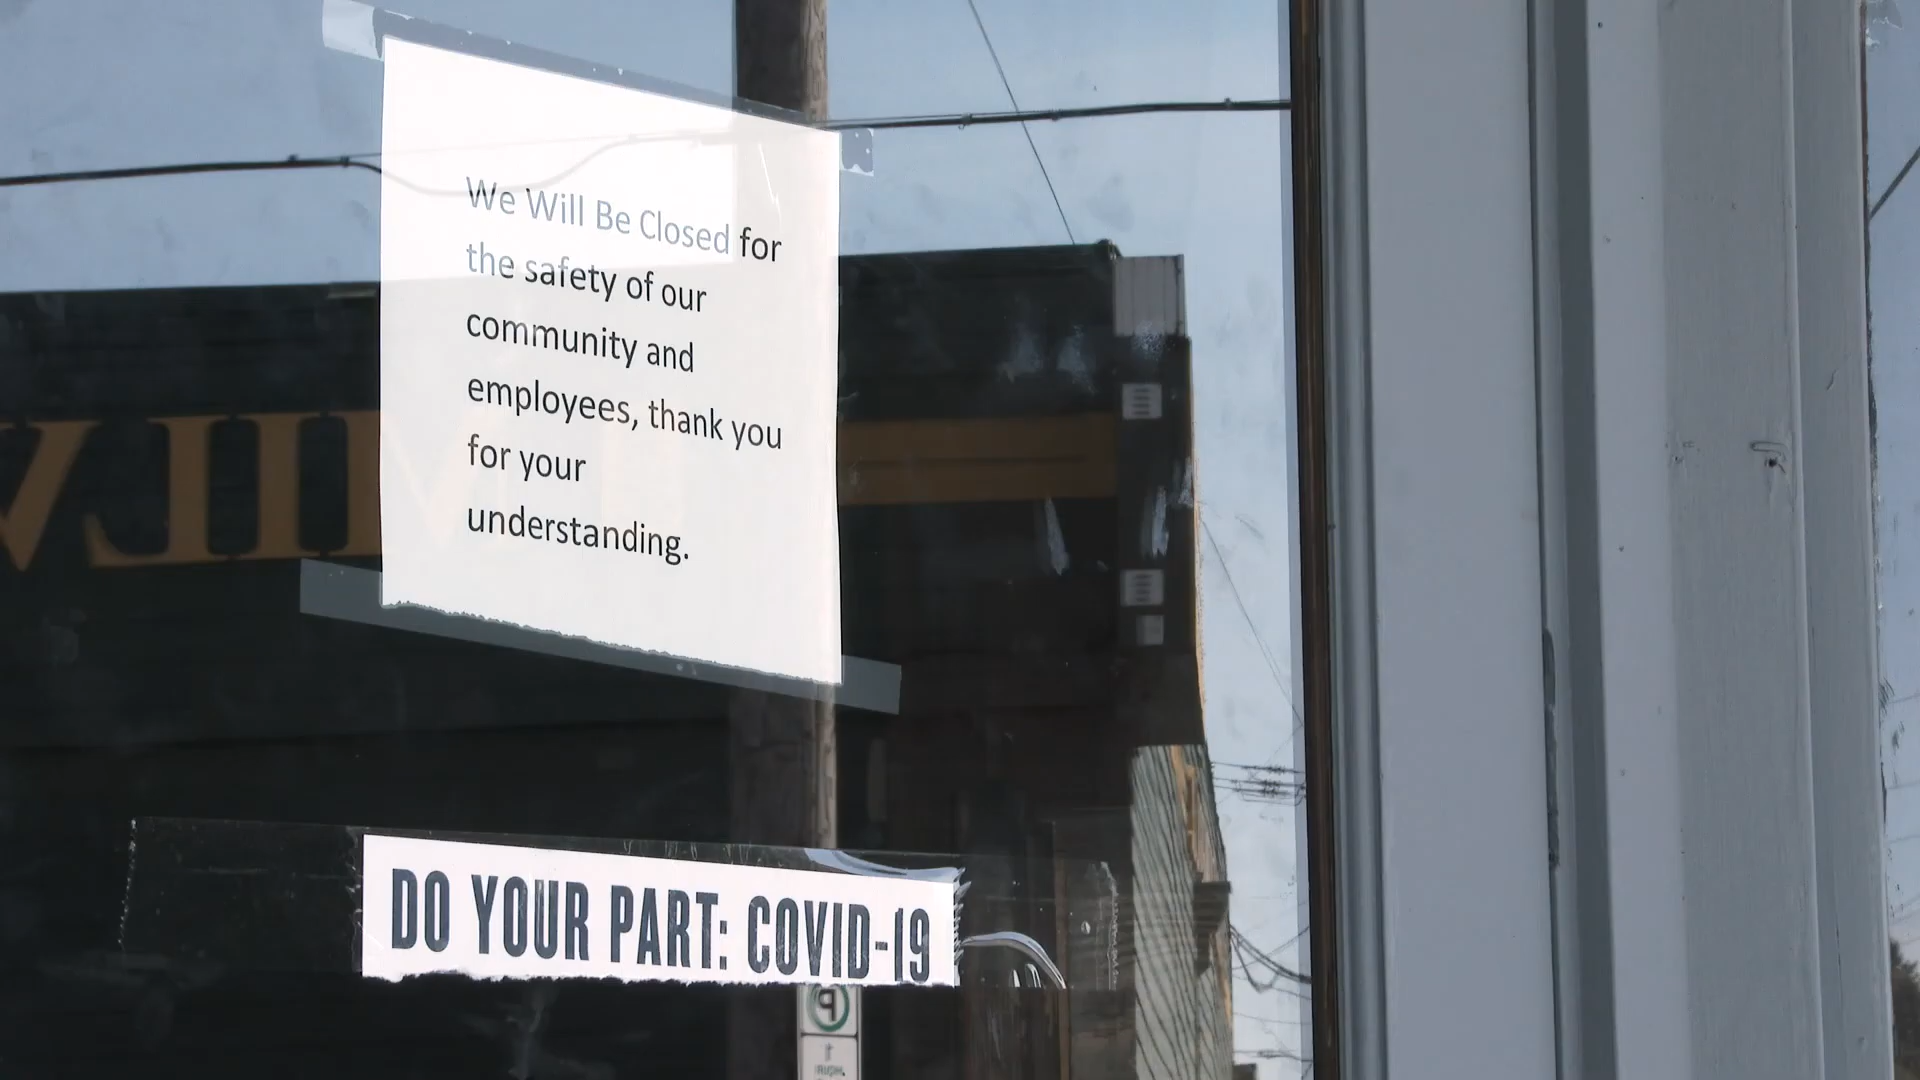 We Will Be Closed for
the safety of our
community and
employees, thank you
for your
understanding.
DO YOUR PART: COVID-19
P